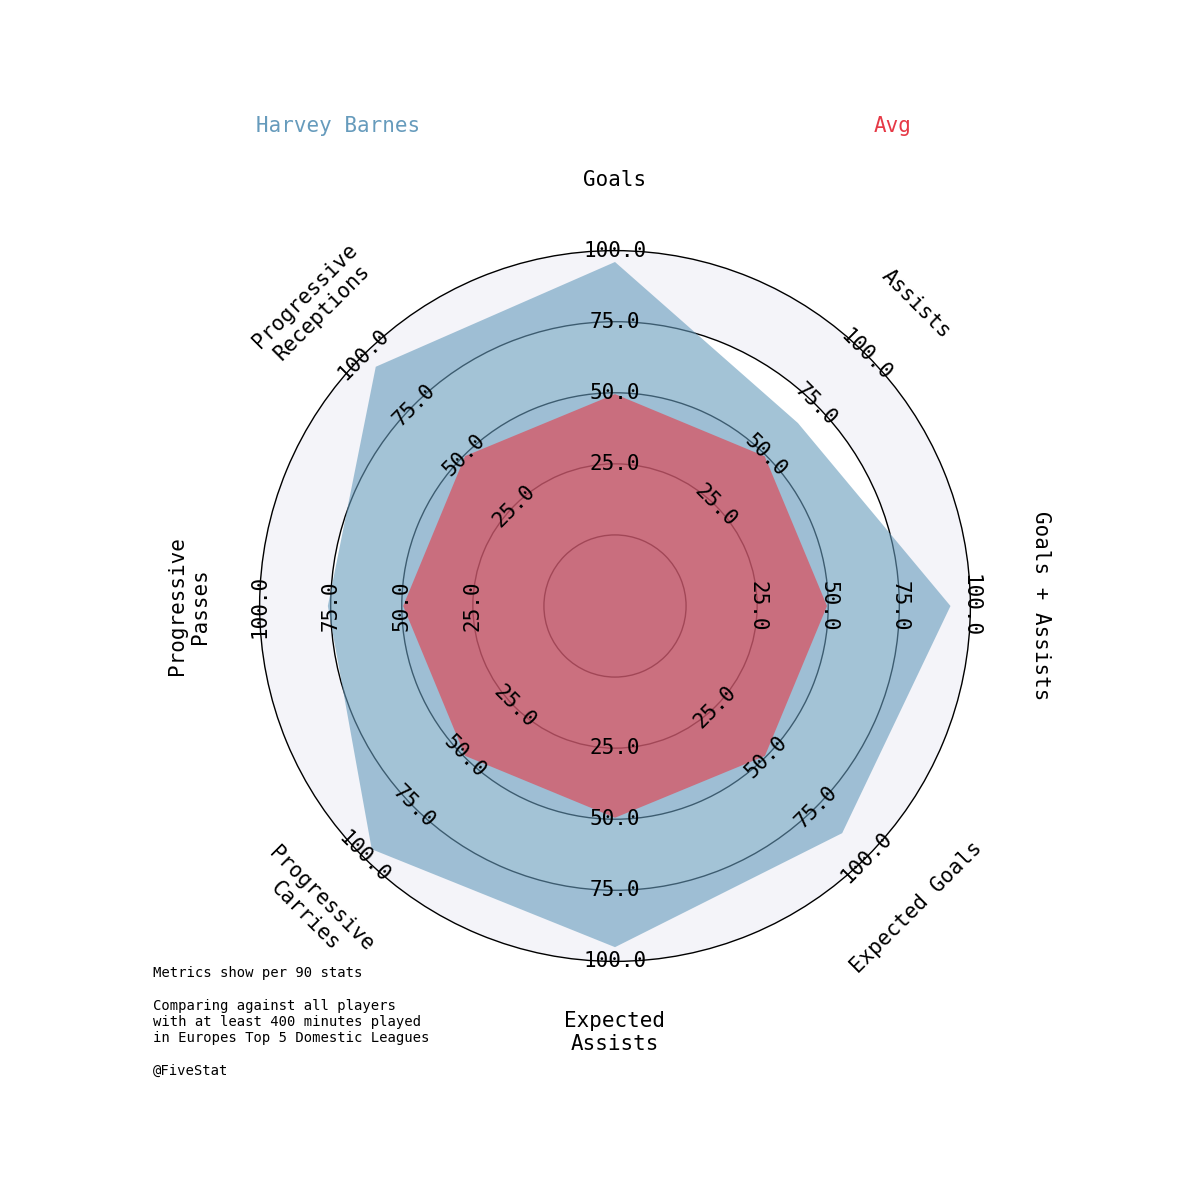 Harvey Barnes
Avg
Goals
Assists
Goals + Assists
Expected Goals
Expected
Assists
Progressive
Carries
Progressive
Passes
Progressive
Receptions
25.0
50.0
75.0
100.0
25.0
50.0
75.0
100.0
25.0
50.0
75.0
100.0
25.0
50.0
75.0
100.0
25.0
50.0
75.0
100.0
25.0
50.0
75.0
100.0
25.0
50.0
75.0
100.0
25.0
50.0
75.0
100.0
Metrics show per 90 stats
Comparing against all players
with at least 400 minutes played
in Europes Top 5 Domestic Leagues
@FiveStat